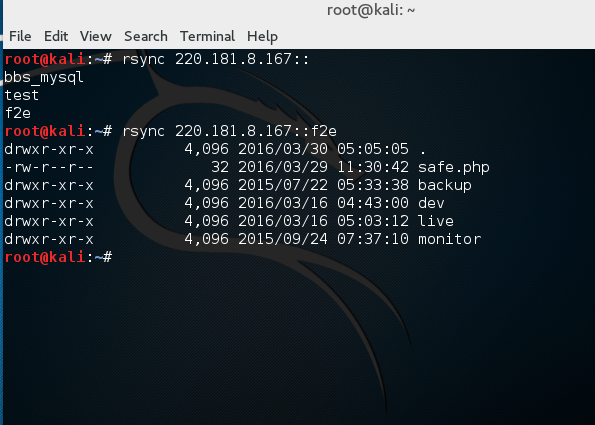 root@kali: ~
File Edit View Search Terminal Help
root@kali:~# rsync 220.181.8.167::
bbs_mysql
test
f2e
root@kali:~# rsync 220.181.8.167::f2e
drwxr-xr-x          4,096 2016/03/30 05:05:05 .
-rw-r--r--             32 2016/03/29 11:30:42 safe.php
drwxr-xr-x          4,096 2015/07/22 05:33:38 backup
drwxr-xr-x          4,096 2016/03/16 04:43:00 dev
drwxr-xr-x          4,096 2016/03/16 05:03:12 live
drwxr-xr-x          4,096 2015/09/24 07:37:10 monitor
root@kali:~#